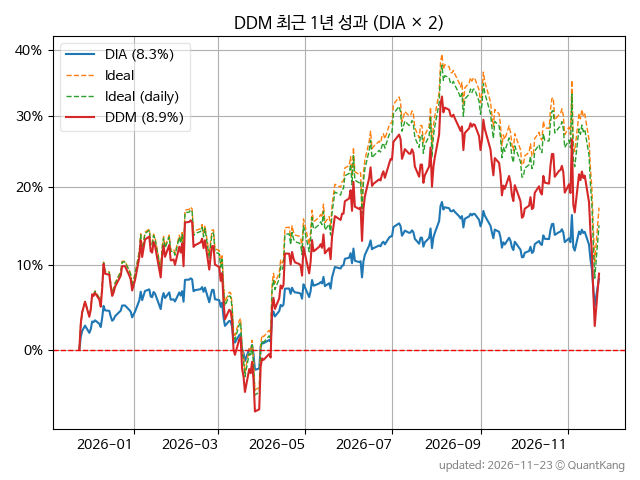 DDM 최근 1년 성과 (DIA × 2)
40%
30%
20%
10%
0%
DIA (8.3%)
Ideal
Ideal (daily)
DDM (8.9%)
2026-01 2026-03 2026-05 2026-07 2026-09 2026-11
updated: 2026-11-23 © QuantKang